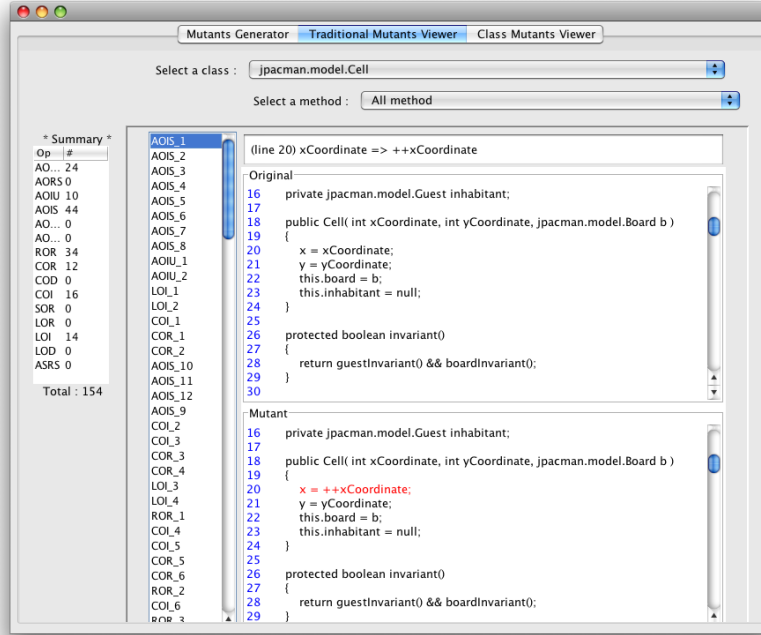 Mutants Generator Traditional Mutants Viewer Class Mutants Viewer
Select a class : jpacman.model.Cell
Select a method : All method
* Summary *
Op #
AO... 24
AORS 0
AOIU 10
AOIS 44
AO... 0
AO... 0
ROR 34
COR 12
COD 0
COI 16
SOR 0
LOR 0
LOI 14
LOD 0
ASRS 0
Total : 154
AOIS_1
AOIS_2
AOIS_3
AOIS_4
AOIS_5
AOIS_6
AOIS_7
AOIS_8
AOIU_1
AOIU_2
LOI_1
LOI_2
COI_1
COR_1
COR_2
AOIS_10
AOIS_11
AOIS_12
AOIS_9
COI_2
COI_3
COR_3
COR_4
LOI_3
LOI_4
ROR_1
COI_4
COI_5
COR_5
COR_6
ROR_2
COI_6
ROR_3
(line 20) xCoordinate => ++xCoordinate
Original
16 private jpacman.model.Guest inhabitant;
17
18 public Cell( int xCoordinate, int yCoordinate, jpacman.model.Board b )
19 {
20 x = xCoordinate;
21 y = yCoordinate;
22 this.board = b;
23 this.inhabitant = null;
24 }
25
26 protected boolean invariant()
27 {
28 return guestInvariant() && boardInvariant();
29 }
30
Mutant
16 private jpacman.model.Guest inhabitant;
17
18 public Cell( int xCoordinate, int yCoordinate, jpacman.model.Board b )
19 {
20 x = ++xCoordinate;
21 y = yCoordinate;
22 this.board = b;
23 this.inhabitant = null;
24 }
25
26 protected boolean invariant()
27 {
28 return guestInvariant() && boardInvariant();
29 }